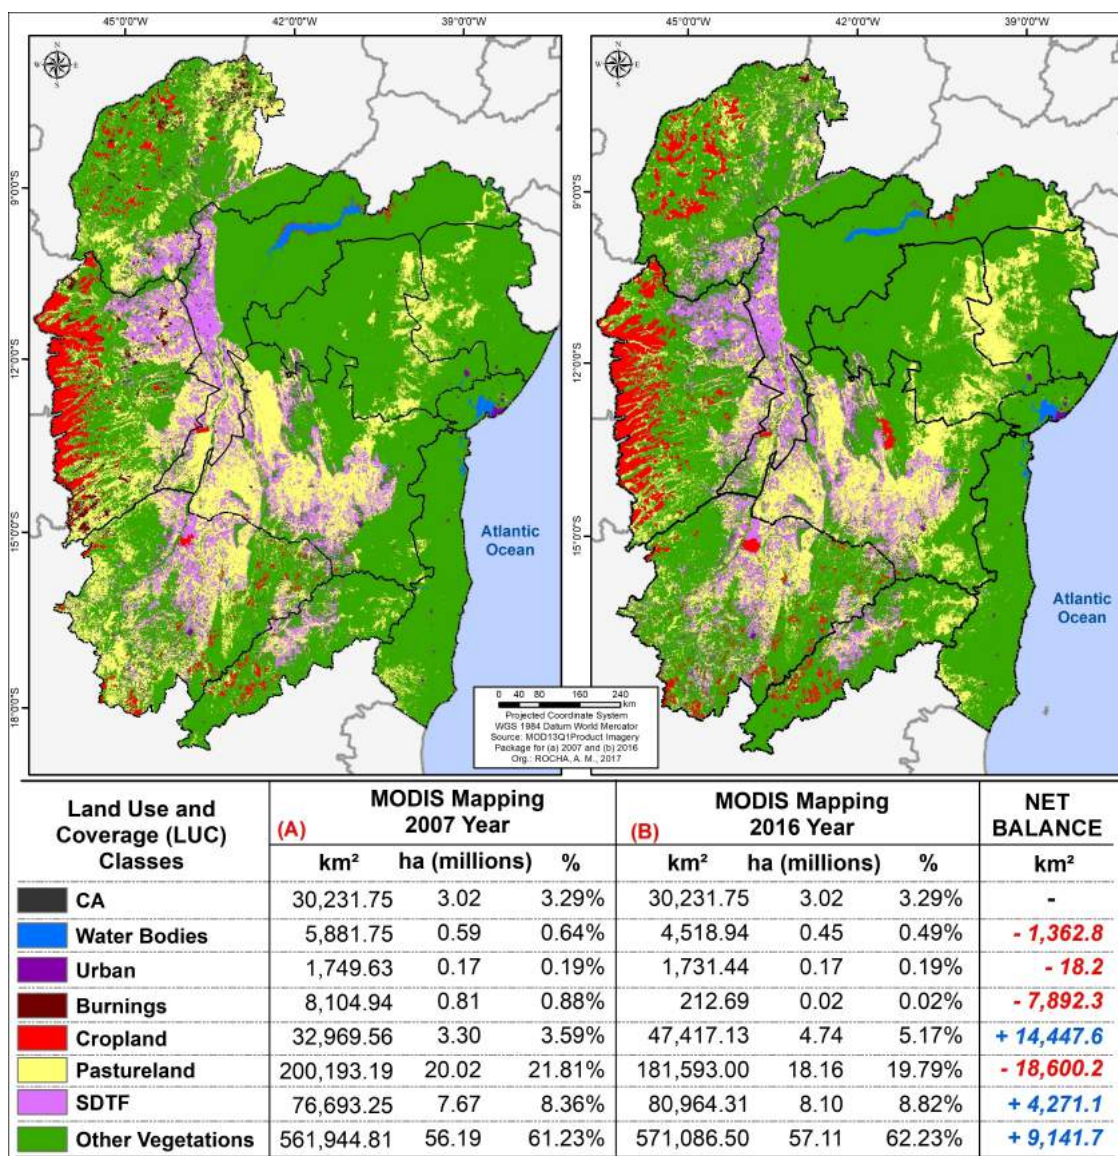 45°0'0"W 42°0'0"W 39°0'0"W 45°0'0"W 42°0'0"W 39°0'0"W
N N
W E W E
S S
9°0'0"S 9°0'0"S
12°0'0"S 12°0'0"S
15°0'0"S 15°0'0"S
18°0'0"S
Atlantic
Ocean
Atlantic
Ocean
0 40 80 160 240
km
Projected Coordinate System
WGS 1984 Datum World Mercator
Source: MOD13Q1Product Imagery
Package for (a) 2007 and (b) 2016
Org.: ROCHA, A. M., 2017
Land Use and Coverage (LUC) Classes (A) MODIS Mapping 2007 Year (B) MODIS Mapping 2016 Year NET BALANCE
km² ha (millions) % km² ha (millions) % km²
CA 30,231.75 3.02 3.29% 30,231.75 3.02 3.29% -
Water Bodies 5,881.75 0.59 0.64% 4,518.94 0.45 0.49% - 1,362.8
Urban 1,749.63 0.17 0.19% 1,731.44 0.17 0.19% - 18.2
Burnings 8,104.94 0.81 0.88% 212.69 0.02 0.02% - 7,892.3
Cropland 32,969.56 3.30 3.59% 47,417.13 4.74 5.17% + 14,447.6
Pastureland 200,193.19 20.02 21.81% 181,593.00 18.16 19.79% - 18,600.2
SDTF 76,693.25 7.67 8.36% 80,964.31 8.10 8.82% + 4,271.1
Other Vegetations 561,944.81 56.19 61.23% 571,086.50 57.11 62.23% + 9,141.7